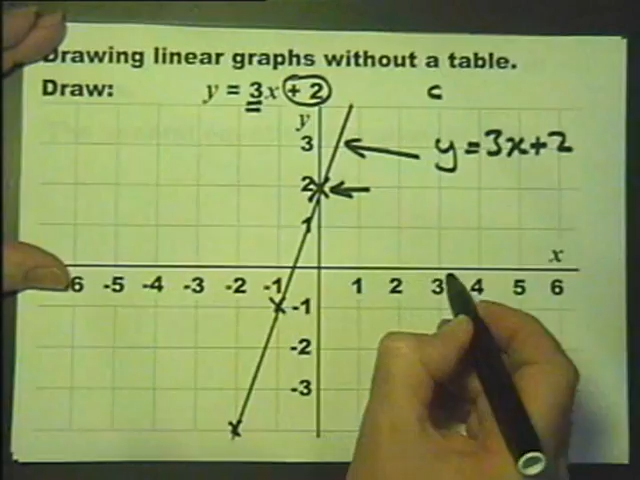 Drawing linear graphs without a table.
Draw: y = 3x + 2 c
y
3 y=3x+2
2
1
x
-6 -5 -4 -3 -2 -1 1 2 3 4 5 6
-1
-2
-3